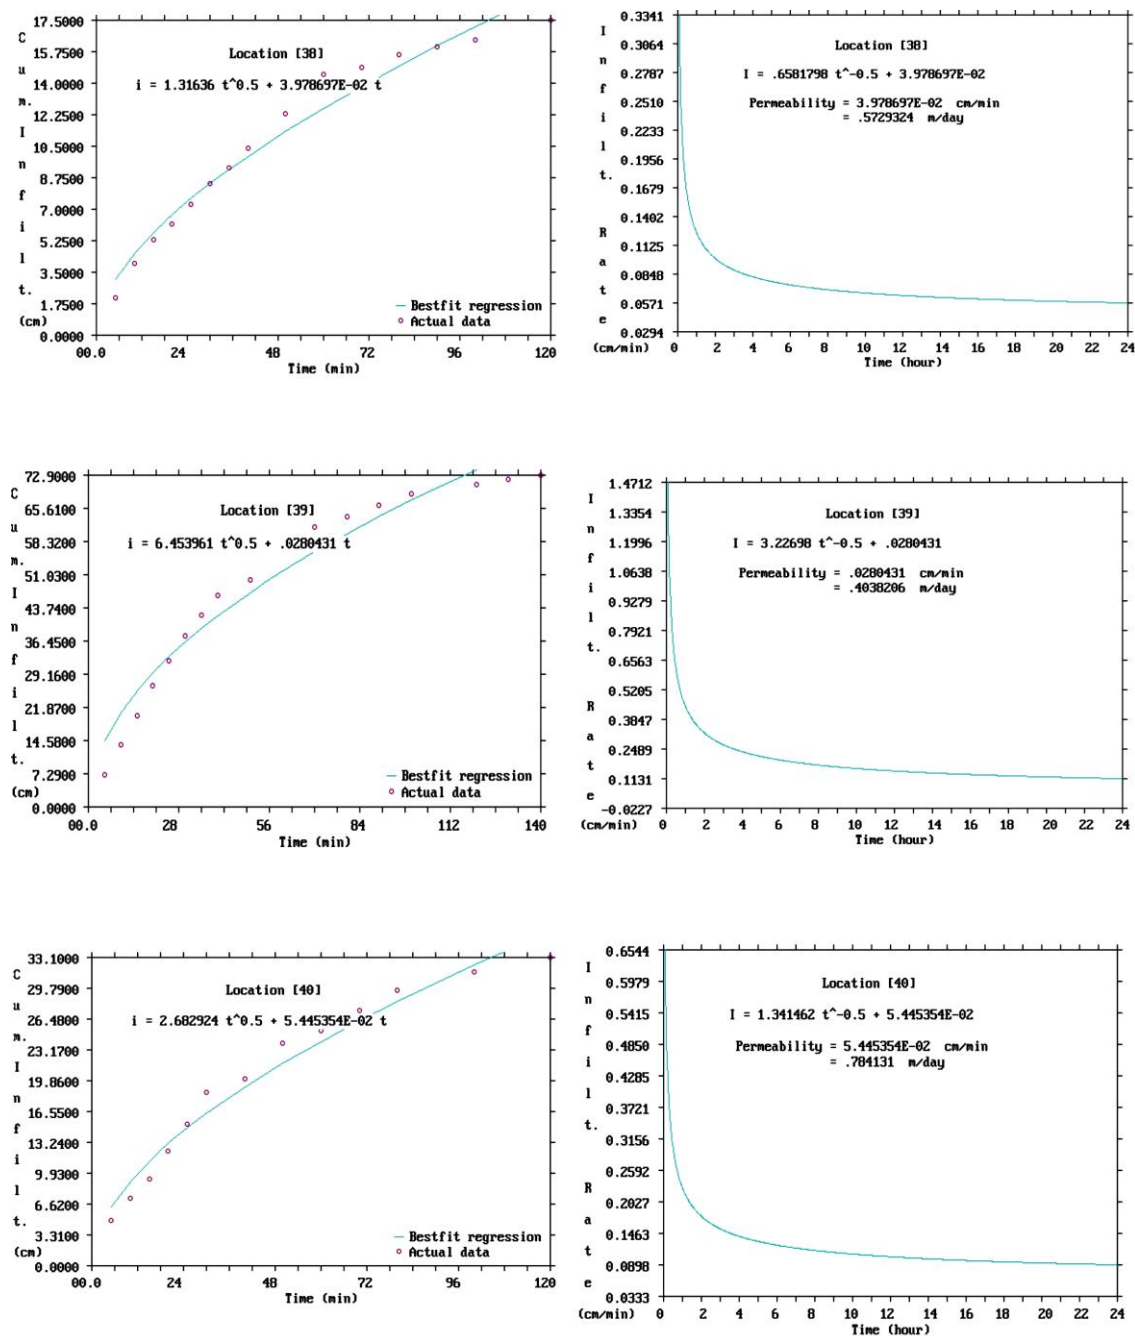 17.5000
15.7500
14.0000
12.2500
10.5000
8.7500
7.0000
5.2500
3.5000
1.7500
0.0000
Cum. Infilt.
(cm)
Location [38]
i = 1.31636 t^0.5 + 3.978697E-02 t
Bestfit regression
Actual data
00.0 24 48 72 96 120
Time (min)
0.3341
0.3064
0.2787
0.2510
0.2233
0.1956
0.1679
0.1402
0.1125
0.0848
0.0571
0.0294
Infilt. Rate
(cm/min)
Location [38]
I = .6581798 t^-0.5 + 3.978697E-02
Permeability = 3.978697E-02 cm/min
= .5729324 m/day
0 2 4 6 8 10 12 14 16 18 20 22 24
Time (hour)
72.9000
65.6100
58.3200
51.0300
43.7400
36.4500
29.1600
21.8700
14.5800
7.2900
0.0000
Cum. Infilt.
(cm)
Location [39]
i = 6.453961 t^0.5 + .0280431 t
Bestfit regression
Actual data
00.0 28 56 84 112 140
Time (min)
1.4712
1.3354
1.1996
1.0638
0.9279
0.7921
0.6563
0.5205
0.3847
0.2489
0.1131
-0.0227
Infilt. Rate
(cm/min)
Location [39]
I = 3.22698 t^-0.5 + .0280431
Permeability = .0280431 cm/min
= .4038206 m/day
0 2 4 6 8 10 12 14 16 18 20 22 24
Time (hour)
33.1000
29.7900
26.4800
23.1700
19.8600
16.5500
13.2400
9.9300
6.6200
3.3100
0.0000
Cum. Infilt.
(cm)
Location [40]
i = 2.682924 t^0.5 + 5.445354E-02 t
Bestfit regression
Actual data
00.0 24 48 72 96 120
Time (min)
0.6544
0.5979
0.5415
0.4850
0.4285
0.3721
0.3156
0.2592
0.2027
0.1463
0.0898
0.0333
Infilt. Rate
(cm/min)
Location [40]
I = 1.341462 t^-0.5 + 5.445354E-02
Permeability = 5.445354E-02 cm/min
= .784131 m/day
0 2 4 6 8 10 12 14 16 18 20 22 24
Time (hour)